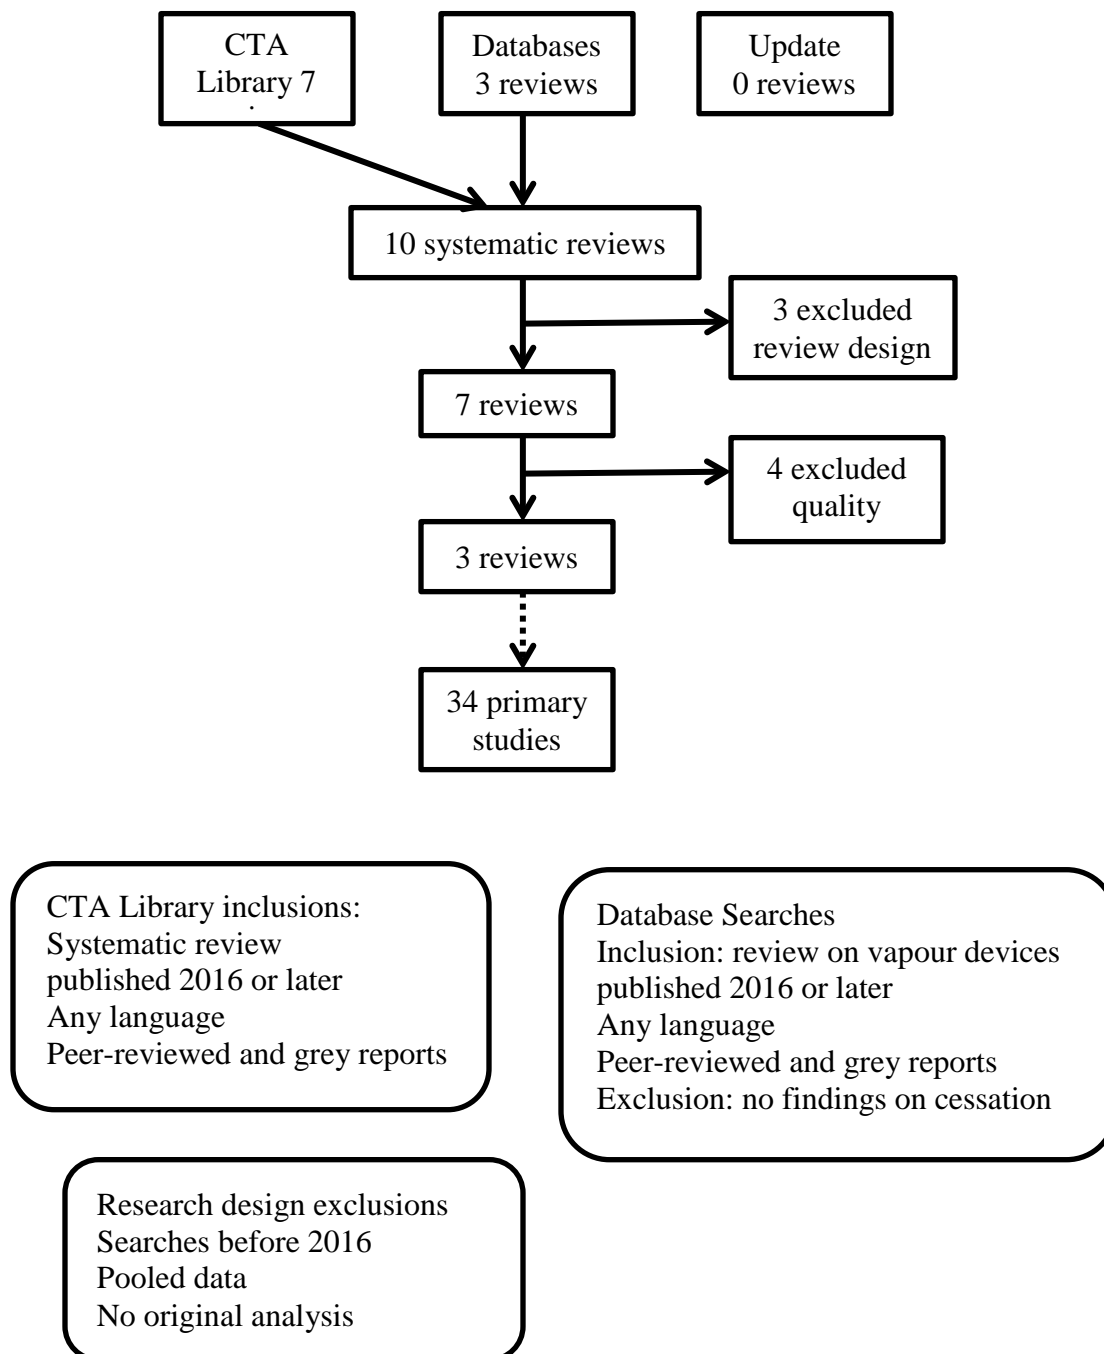 CTA
Library 7
Databases
3 reviews
Update
0 reviews
10 systematic reviews
3 excluded
review design
7 reviews
4 excluded
quality
3 reviews
34 primary
studies
CTA Library inclusions:
Systematic review
published 2016 or later
Any language
Peer-reviewed and grey reports
Database Searches
Inclusion: review on vapour devices
published 2016 or later
Any language
Peer-reviewed and grey reports
Exclusion: no findings on cessation
Research design exclusions
Searches before 2016
Pooled data
No original analysis